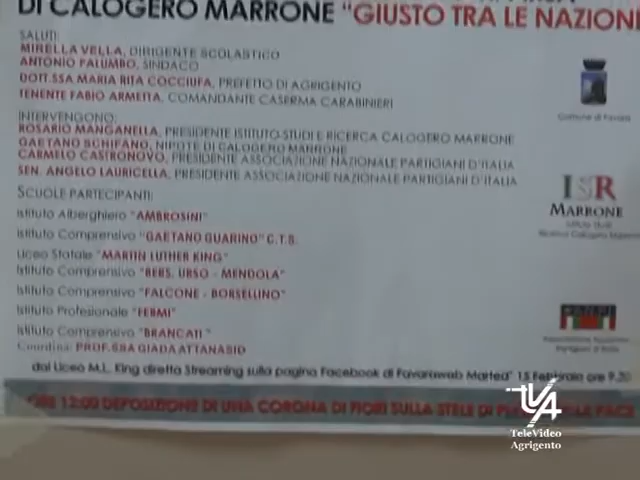 DI CALOGERO MARRONE "GIUSTO TRA LE NAZIONI
SALUTI:
MIRELLA VELLA, DIRIGENTE SCOLASTICO
ANTONIO PALUMBO, SINDACO
DOTT.SSA MARIA RITA COCCIUFA, PREFETTO DI AGRIGENTO
TENENTE FABIO ARMETTA, COMANDANTE CASERMA CARABINIERI
INTERVENGONO:
ROSARIO MANGANELLA, PRESIDENTE ISTITUTO STUDI E RICERCA CALOGERO MARRONE
GAETANO SCHIFANO, NIPOTE DI CALOGERO MARRONE
CARMELO CASTRONOVO, PRESIDENTE ASSOCIAZIONE NAZIONALE PARTIGIANI D'ITALIA
SEN. ANGELO LAURICELLA, PRESIDENTE ASSOCIAZIONE NAZIONALE PARTIGIANI D'ITALIA
SCUOLE PARTECIPANTI:
Istituto Alberghiero "AMBROSINI"
Istituto Comprensivo "GAETANO GUARINO" C.T.S.
Liceo Statale "MARTIN LUTHER KING"
Istituto Comprensivo "BERS. URSO - MENDOLA"
Istituto Comprensivo "FALCONE - BORSELLINO"
Istituto Profesionale "FERMI"
Istituto Comprensivo "BRANCATI "
Coordina: PROF.SSA GIADA ATTANASIO
dal Liceo M.L. King diretta Streaming sulla pagina Facebook di Favaraweb Marted' 15 Febbraio ore 9.30
ORE 12:00 DEPOSIZIONE DI UNA CORONA DI FIORI SULLA STELE DI PACE
Comune di Favara
ISR
MARRONE
TVA
TeleVideo
Agrigento